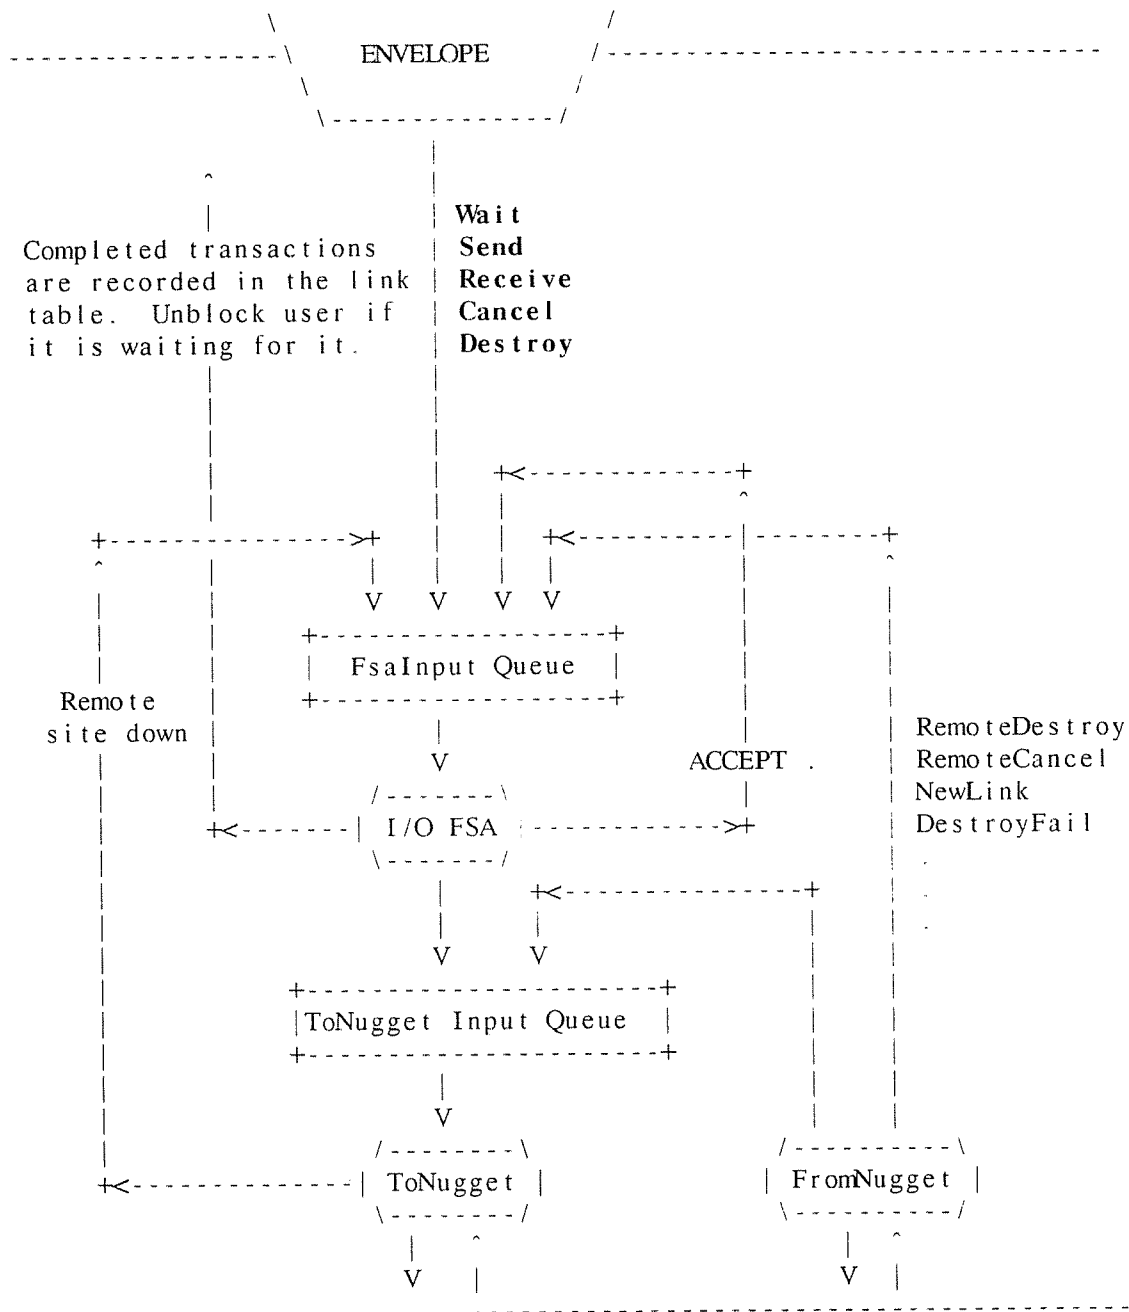 ENVELOPE
Wait
Send
Receive
Cancel
Destroy
Completed transactions
are recorded in the link
table. Unblock user if
it is waiting for it.
FsaInput Queue
Remote
site down
ACCEPT .
RemoteDestroy
RemoteCancel
NewLink
DestroyFail
.
.
.
I/O FSA
ToNugget Input Queue
ToNugget
FromNugget